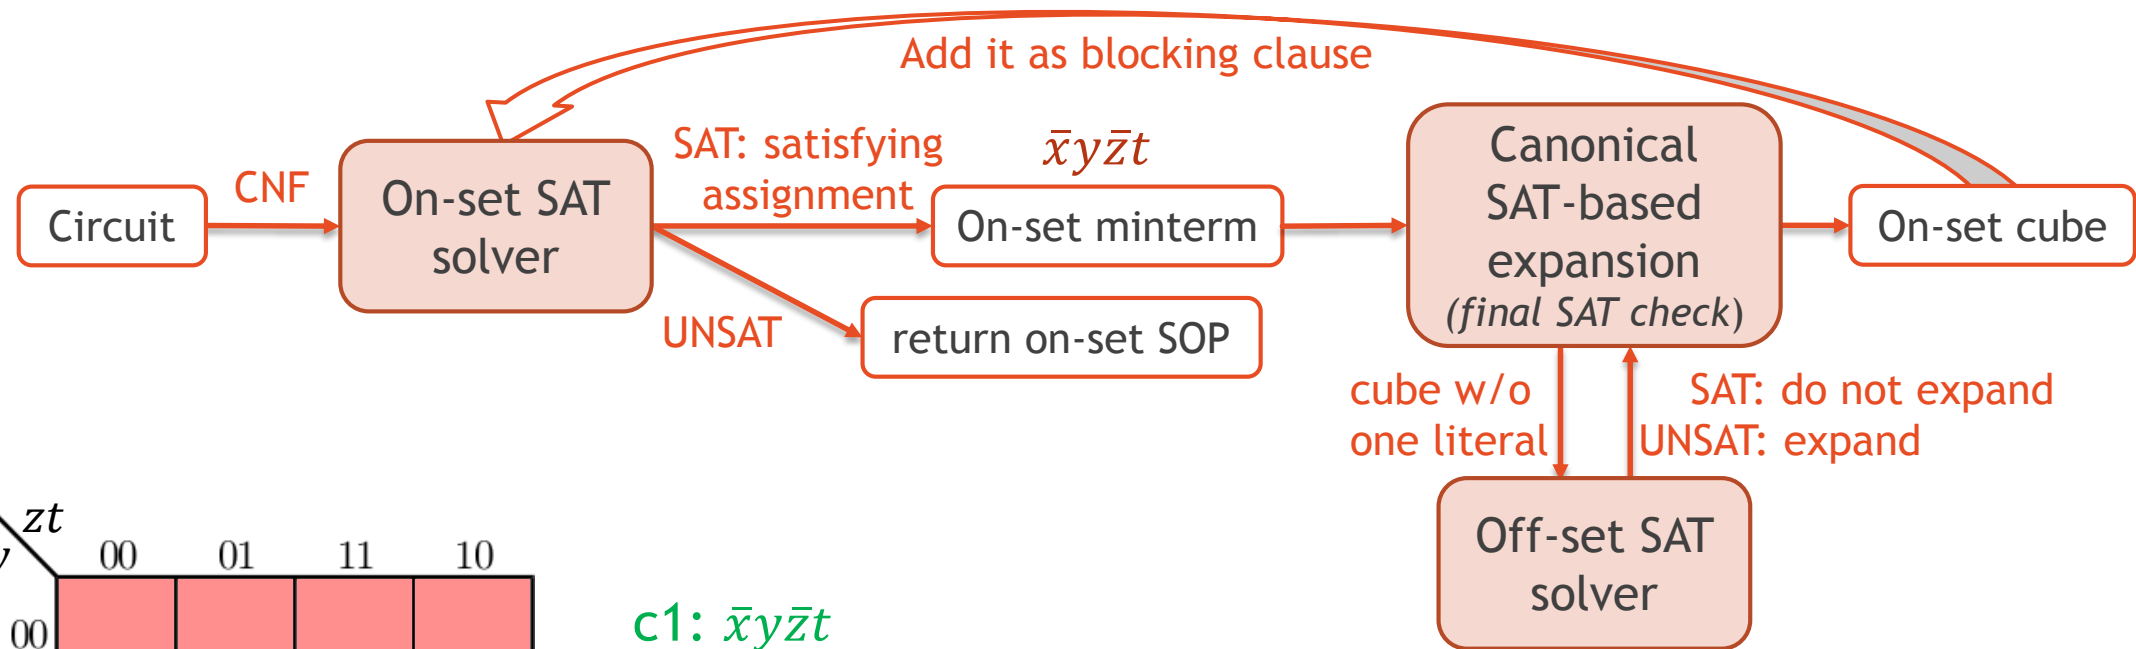 Add it as blocking clause
Circuit
CNF
On-set SAT
solver
SAT: satisfying
assignment
x̄yz̄t
On-set minterm
UNSAT
return on-set SOP
Canonical
SAT-based
expansion
(final SAT check)
On-set cube
cube w/o
one literal
SAT: do not expand
UNSAT: expand
Off-set SAT
solver
zt
y
00 01 11 10
00
c1: x̄yz̄t